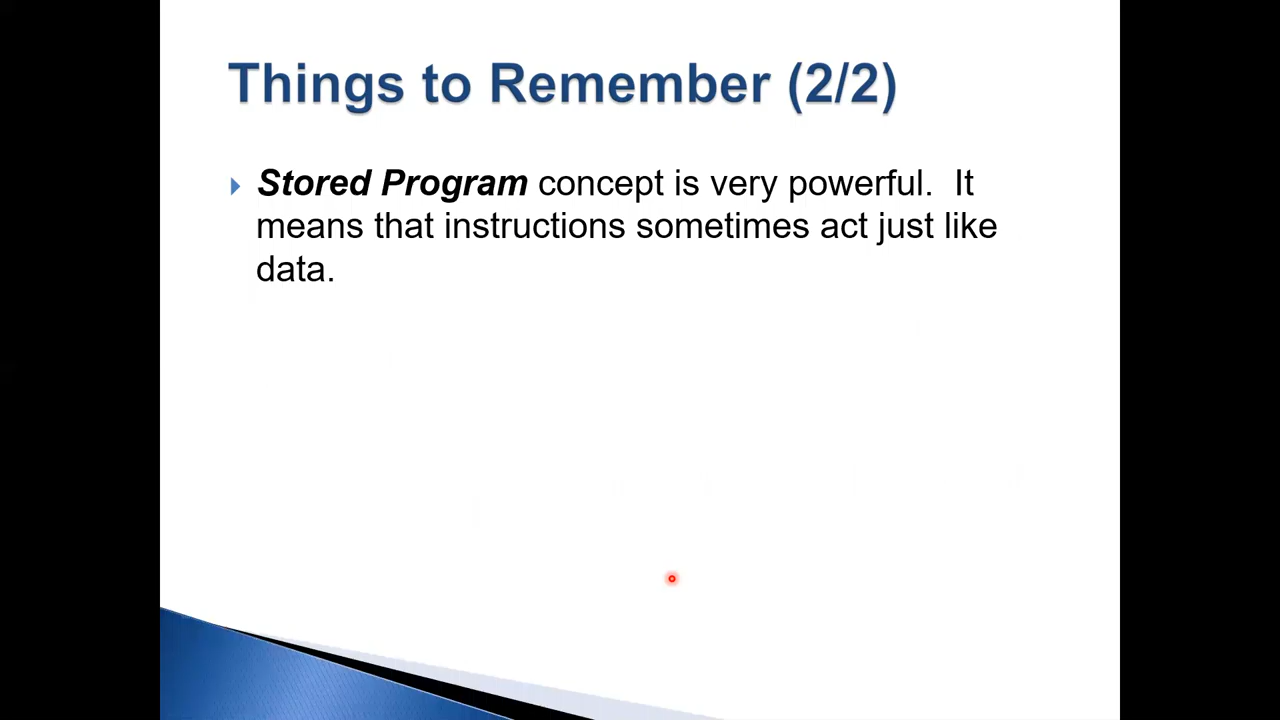 Things to Remember (2/2)
Stored Program concept is very powerful.  It
means that instructions sometimes act just like
data.